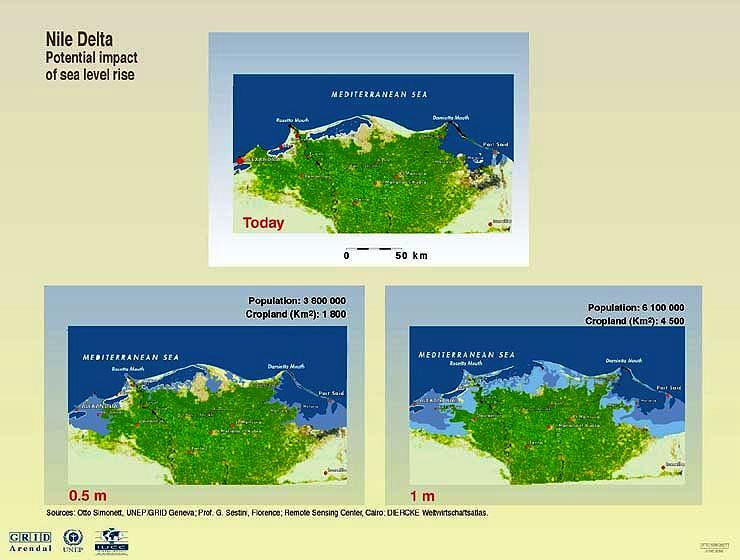 Nile Delta
Potential impact
of sea level rise
MEDITERRANEAN SEA
Rosetta Mouth
Damietta Mouth
Port Said
Today
0 50 km
Population: 3 800 000
Cropland (Km2): 1 800
MEDITERRANEAN SEA
Rosetta Mouth
Damietta Mouth
Port Said
0.5 m
Population: 6 100 000
Cropland (Km2): 4 500
MEDITERRANEAN SEA
Rosetta Mouth
Damietta Mouth
Port Said
1 m
Sources: Otto Simonett, UNEP/GRID Geneva; Prof. G. Sestini, Florence; Remote Sensing Center, Cairo; DIERCKE Weltwirtschaftsatlas.
GRID
Arendal
UNEP